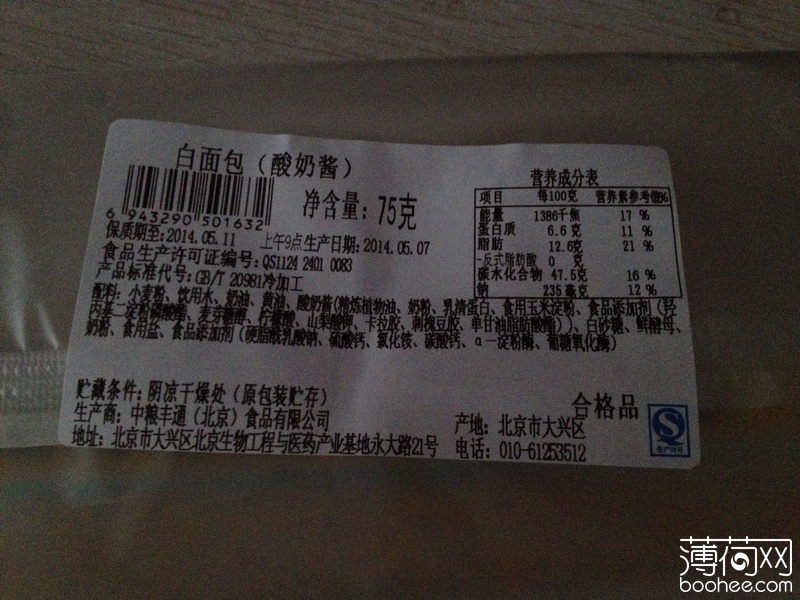 白面包（酸奶酱）
6 943290 501632
净含量：75克
保质期至：2014.05.11 上午9点生产日期：2014.05.07
食品生产许可证编号：QS1124 2401 0083
产品标准代号：GB/T 20981冷加工
营养成分表
项目 每100克 营养素参考值%
能量 1386千焦 17 %
蛋白质 6.6 克 11 %
脂肪 12.6克 21 %
-反式脂肪酸 0 克
碳水化合物 47.5克 16 %
钠 235 毫克 12 %
配料：小麦粉、饮用水、奶油、黄油、酸奶酱(精炼植物油、奶粉、乳清蛋白、食用玉米淀粉、食品添加剂（羟
丙基二淀粉磷酸酯、麦芽糖醇、柠檬酸、山梨酸钾、卡拉胶、刺槐豆胶、单甘油脂肪酸酯）)、白砂糖、鲜酵母、
奶粉、食用盐、食品添加剂（硬脂酰乳酸钠、硫酸钙、氯化铵、碳酸钙、α－淀粉酶、葡糖氧化酶）
贮藏条件：阴凉干燥处（原包装贮存）
合格品
生产商：中粮丰通（北京）食品有限公司
产地：北京市大兴区
地址：北京市大兴区北京生物工程与医药产业基地永大路21号 电话：010-61253512
生产许可
薄荷网
boohee.com